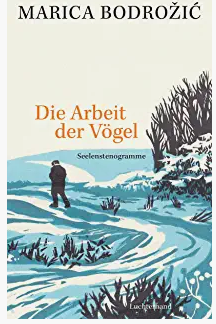 MARICA BODROŽIĆ
Die Arbeit
der Vögel
Seelenstenogramme
Luchterhand